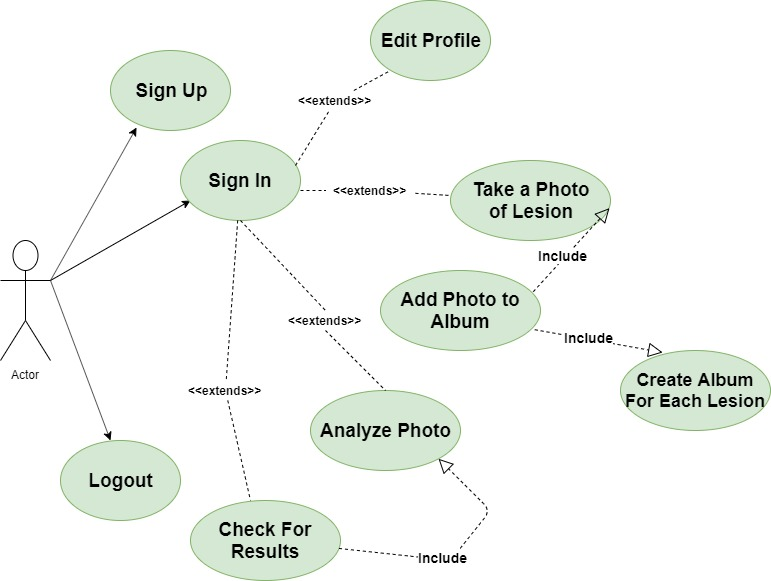 Edit Profile
Sign Up
<<extends>>
Sign In
<<extends>>
Take a Photo
of Lesion
Include
Add Photo to
Album
<<extends>>
Include
Actor
Create Album
For Each Lesion
<<extends>>
Analyze Photo
Logout
Check For
Results
Include